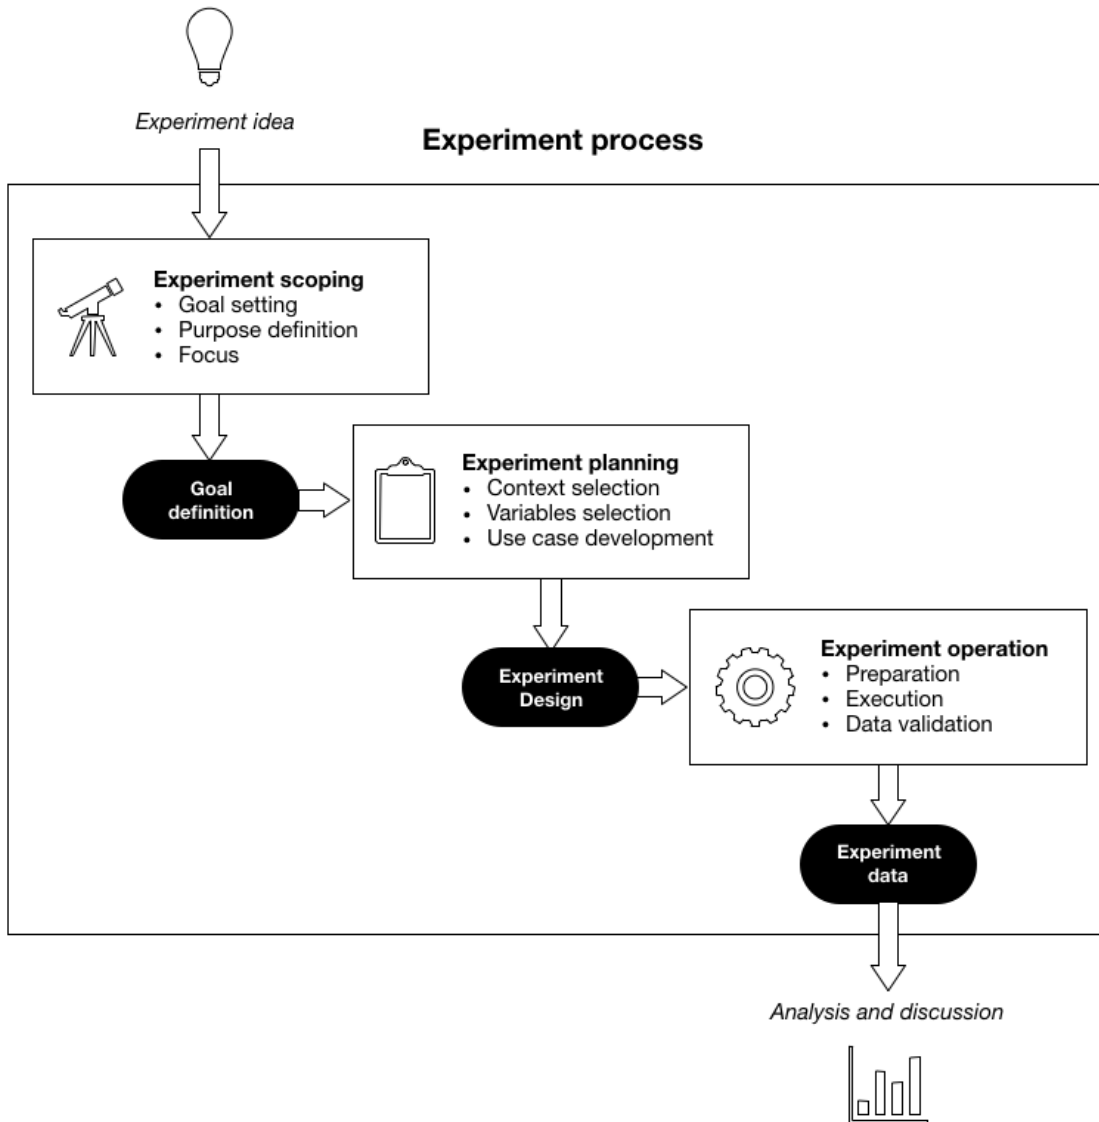 Experiment idea
Experiment process
Experiment scoping
• Goal setting
• Purpose definition
• Focus
Goal
definition
Experiment planning
• Context selection
• Variables selection
• Use case development
Experiment
Design
Experiment operation
• Preparation
• Execution
• Data validation
Experiment
data
Analysis and discussion